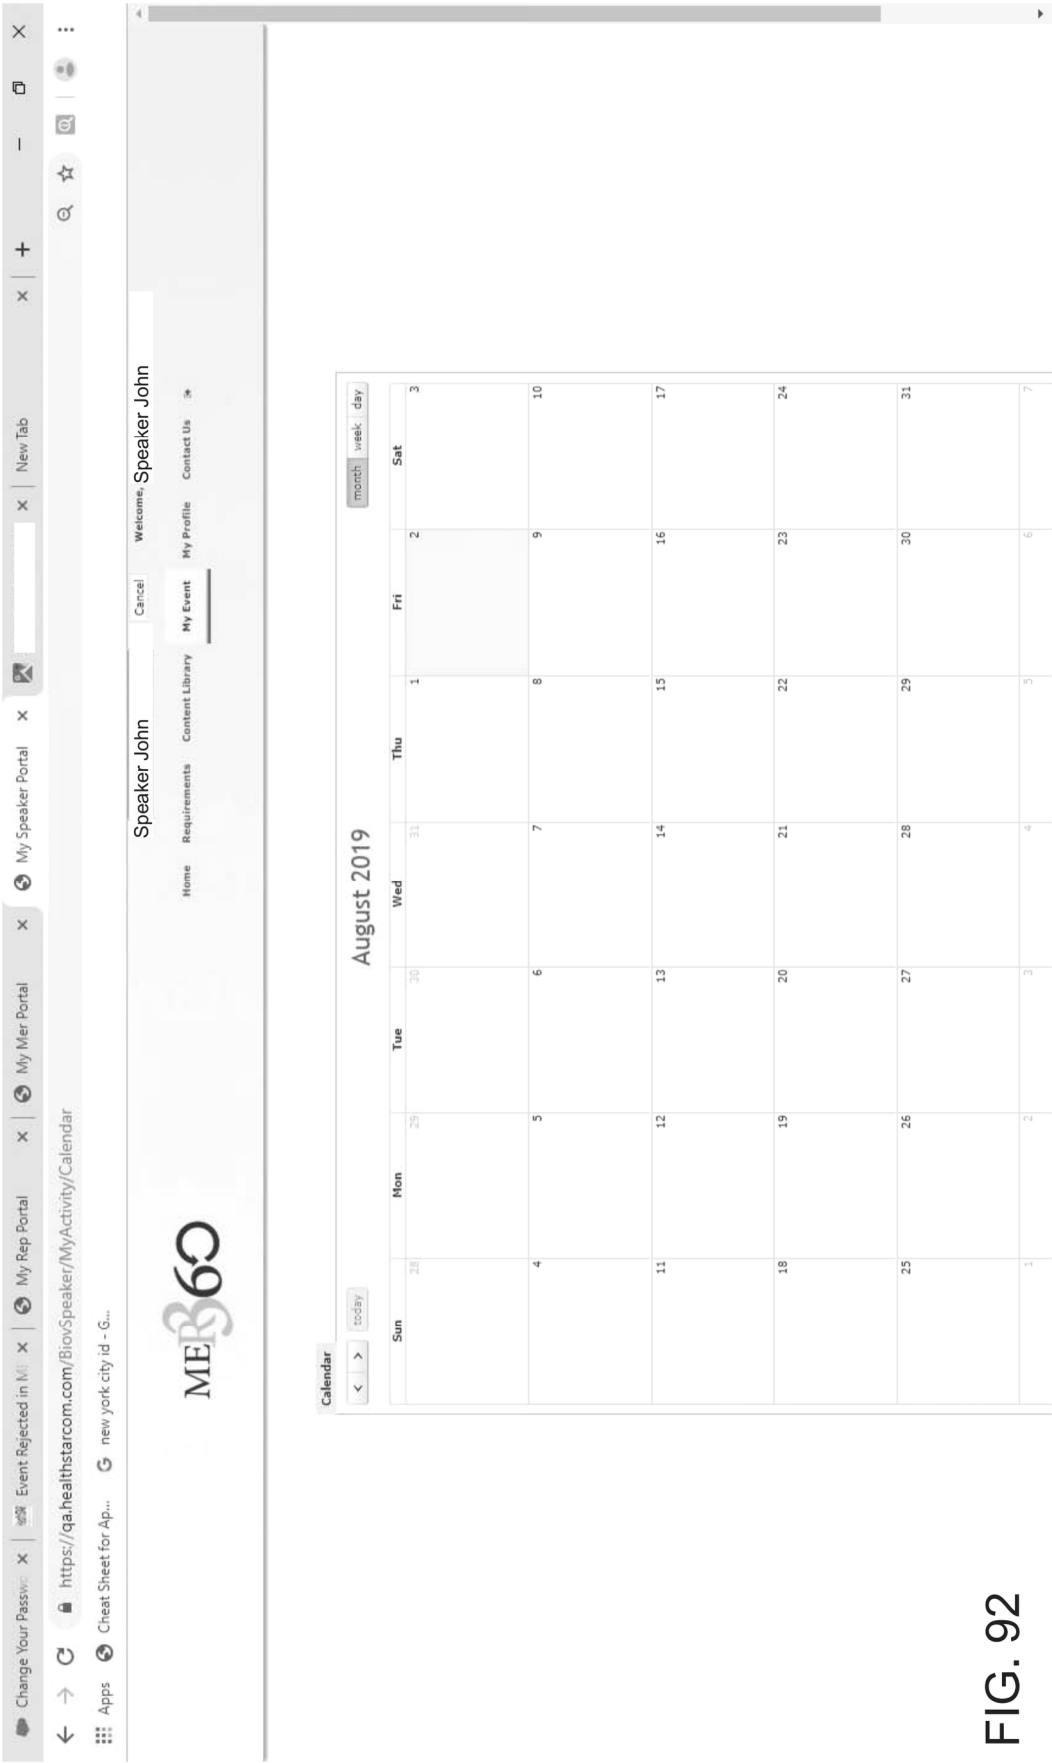 Change Your Passwo × Event Rejected in M × My Rep Portal × My Mer Portal × My Speaker Portal × × New Tab × +
https://qa.healthstarcom.com/BiovSpeaker/MyActivity/Calendar
Apps Cheat Sheet for Ap... G new york city id - G...
Speaker John Cancel Welcome, Speaker John
MER360
Home Requirements Content Library My Event My Profile Contact Us
Calendar
< > today August 2019 month week day
Sun Mon Tue Wed Thu Fri Sat
28 29 30 31 1 2 3
4 5 6 7 8 9 10
11 12 13 14 15 16 17
18 19 20 21 22 23 24
25 26 27 28 29 30 31
1 2 3 4 5 6 7
FIG. 92